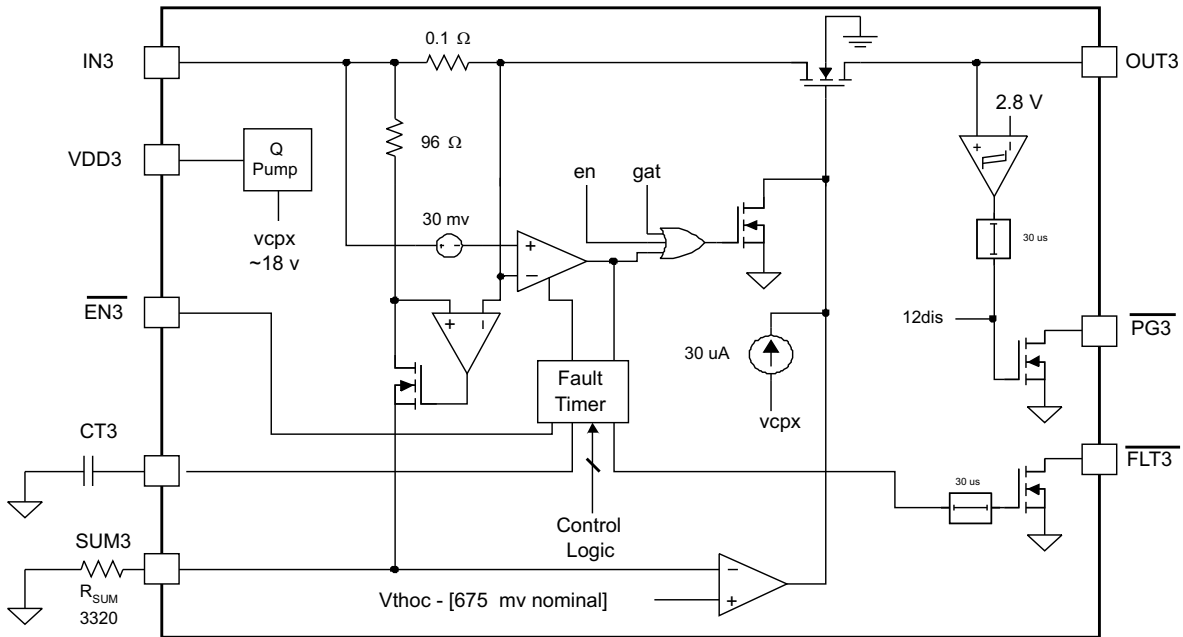 0.1 Ω
IN3
OUT3
2.8 V
96 Ω
VDD3
Q
Pump
en
gat
+
−
30 mv
+
−
30 us
vcpx
~18 v
+
−
EN3
+
−
12dis
PG3
30 uA
Fault
Timer
CT3
vcpx
FLT3
30 us
Control
Logic
SUM3
RSUM
3320
−
Vthoc - [675 mv nominal]
+